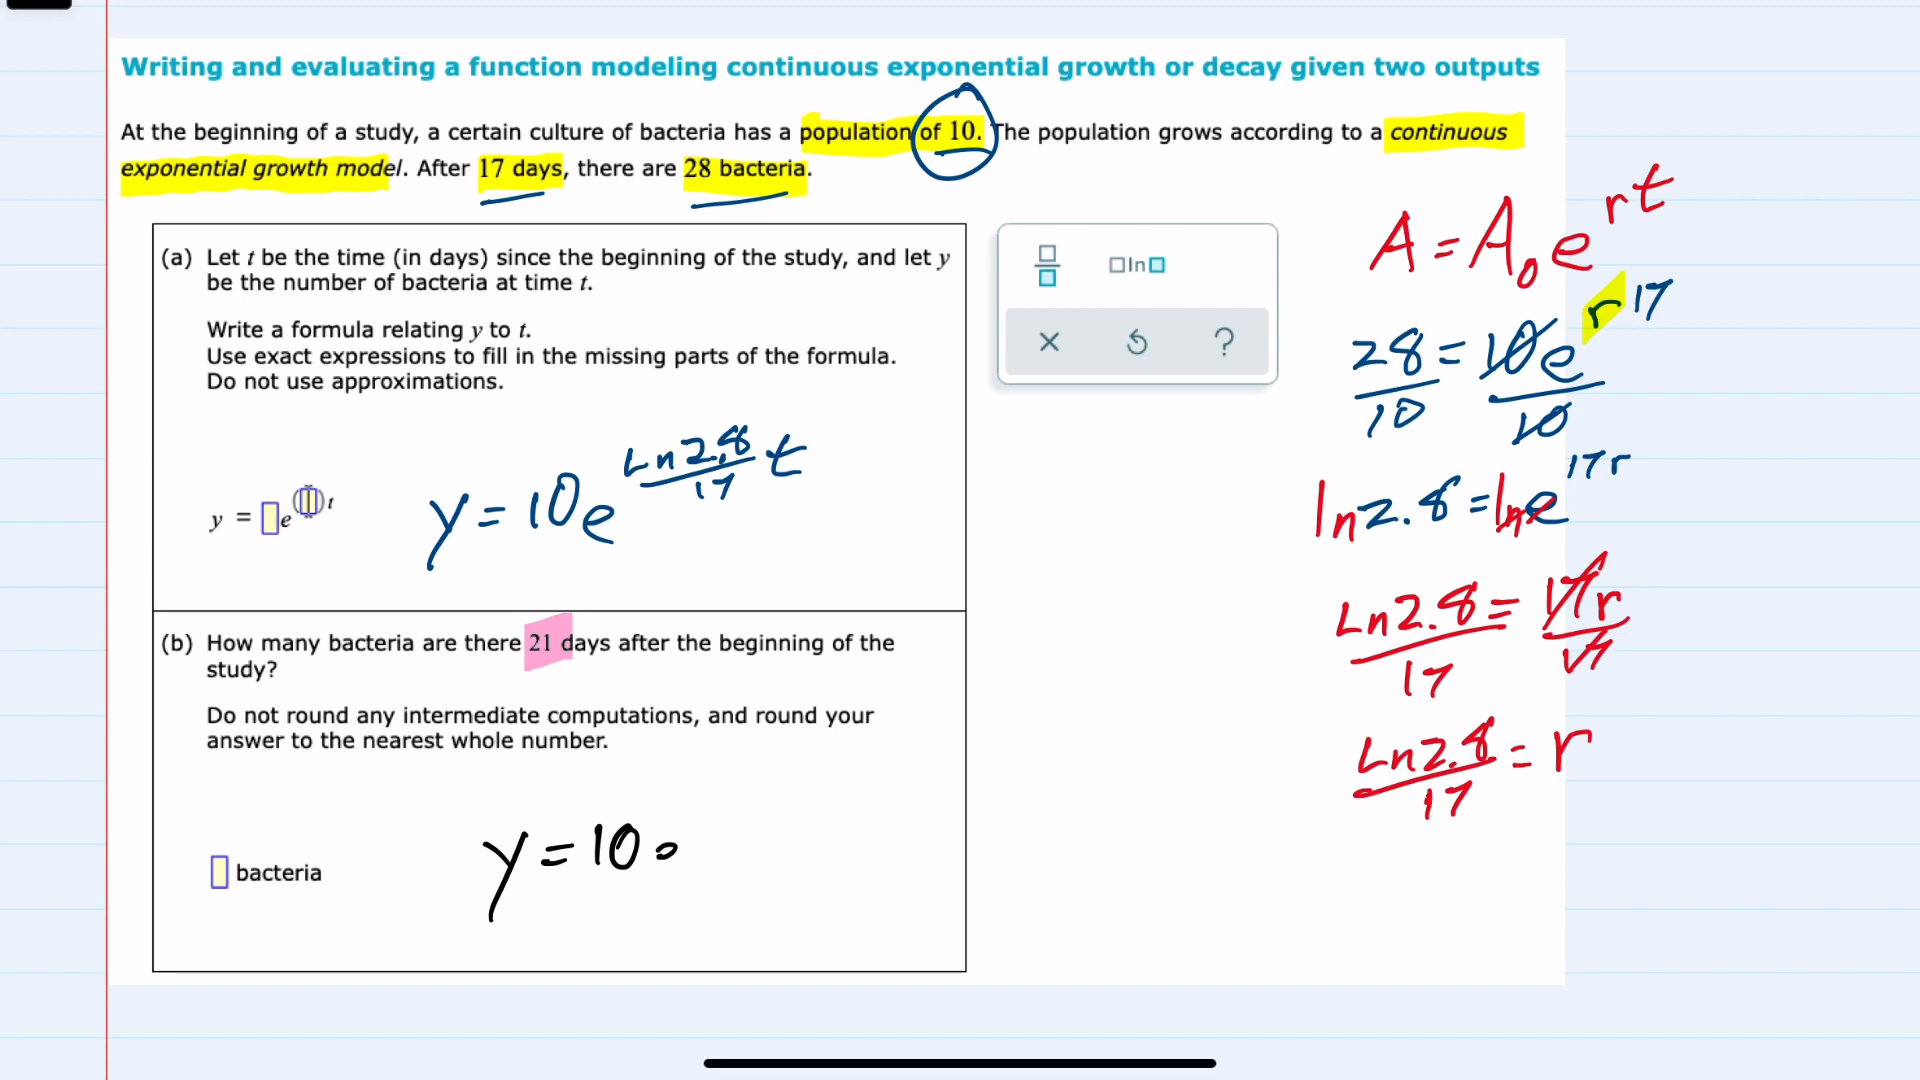 Writing and evaluating a function modeling continuous exponential growth or decay given two outputs
At the beginning of a study, a certain culture of bacteria has a population of 10. The population grows according to a continuous
exponential growth model. After 17 days, there are 28 bacteria.
(a) Let t be the time (in days) since the beginning of the study, and let y
be the number of bacteria at time t.
Write a formula relating y to t.
Use exact expressions to fill in the missing parts of the formula.
Do not use approximations.
y = □e^(□)t
y = 10e^(Ln2.8/17 t)
(b) How many bacteria are there 21 days after the beginning of the
study?
Do not round any intermediate computations, and round your
answer to the nearest whole number.
□ bacteria
y = 10
□/□ □ln□
× ?
A = A₀e^(rt)
28/10 = 10e^(r17)/10
ln2.8 = lne^(17r)
Ln2.8/17 = 17r/17
Ln2.8/17 = r